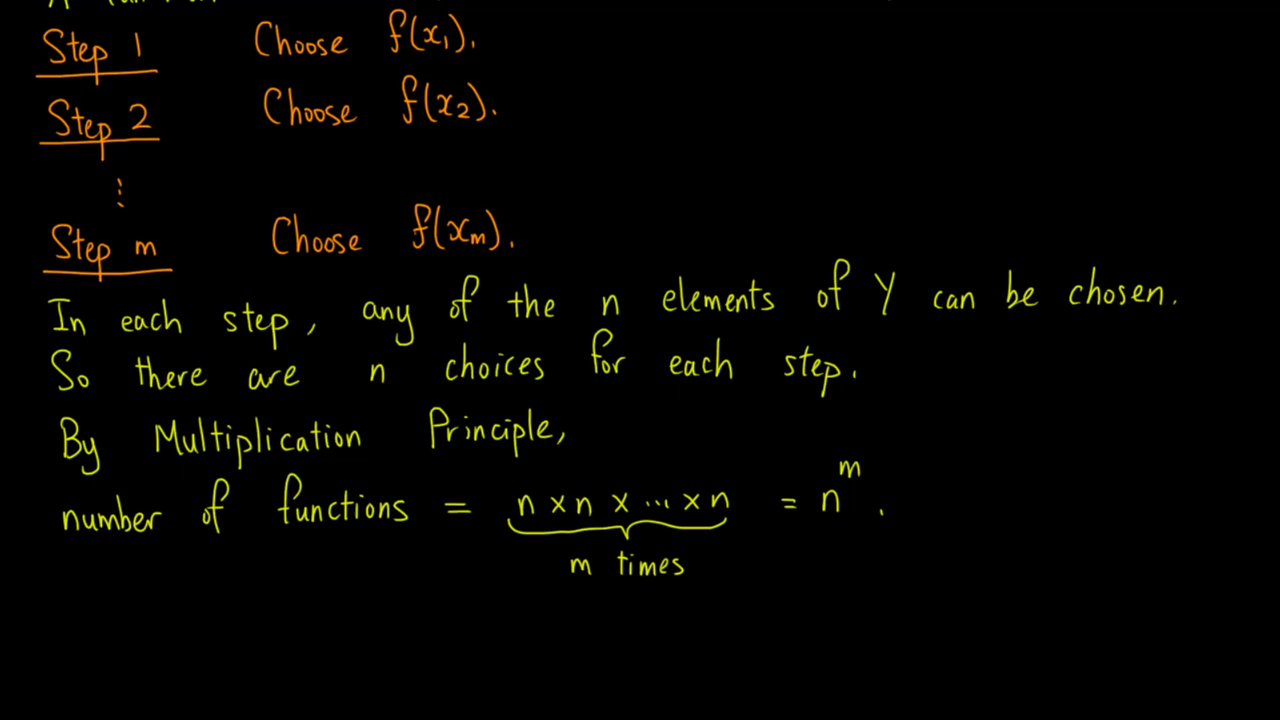 Step 1 Choose f(x₁).
Step 2 Choose f(x₂).
⋮
Step m Choose f(xₘ).
In each step, any of the n elements of Y can be chosen.
So there are n choices for each step.
By Multiplication Principle,
number of functions = n × n × ... × n = nᵐ.
m times